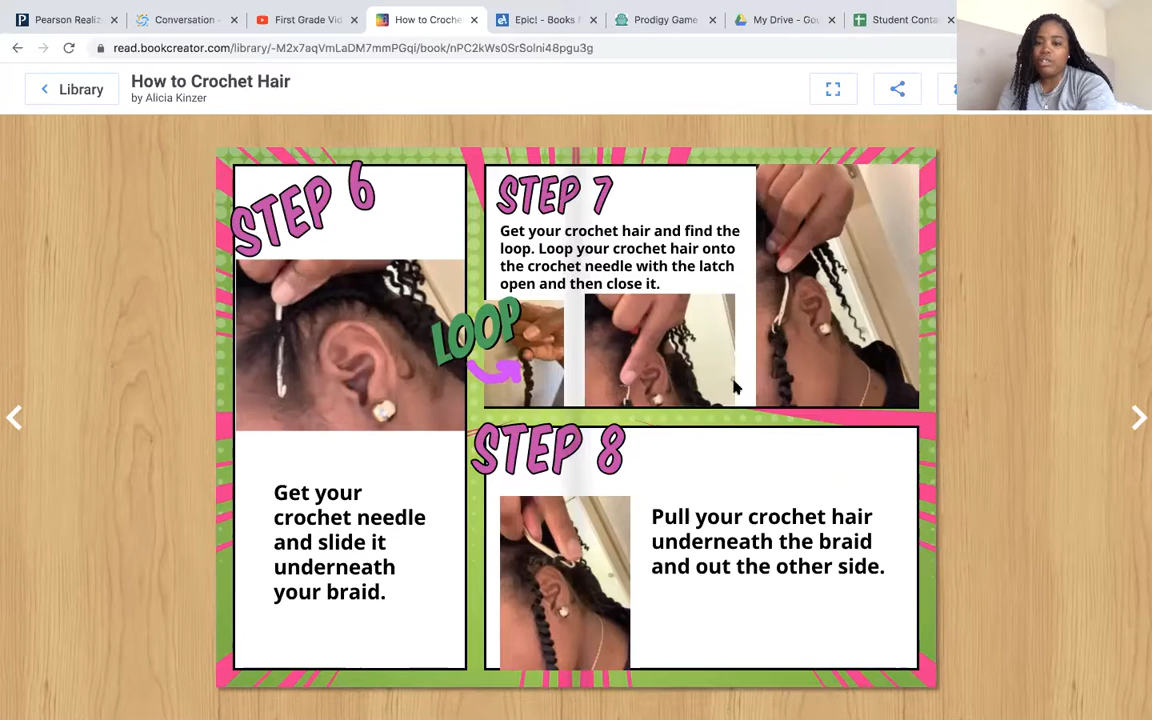 Pearson Realiz
Conversation
First Grade Vid
How to Croche
Epic! - Books
Prodigy Game
My Drive - Goo
Student Conta
read.bookcreator.com/library/-M2x7aqVmLaDM7mmPGqi/book/nPC2kWs0SrSolni48pgu3g
Library
How to Crochet Hair
by Alicia Kinzer
STEP 6
Get your
crochet needle
and slide it
underneath
your braid.
STEP 7
Get your crochet hair and find the
loop. Loop your crochet hair onto
the crochet needle with the latch
open and then close it.
LOOP
STEP 8
Pull your crochet hair
underneath the braid
and out the other side.